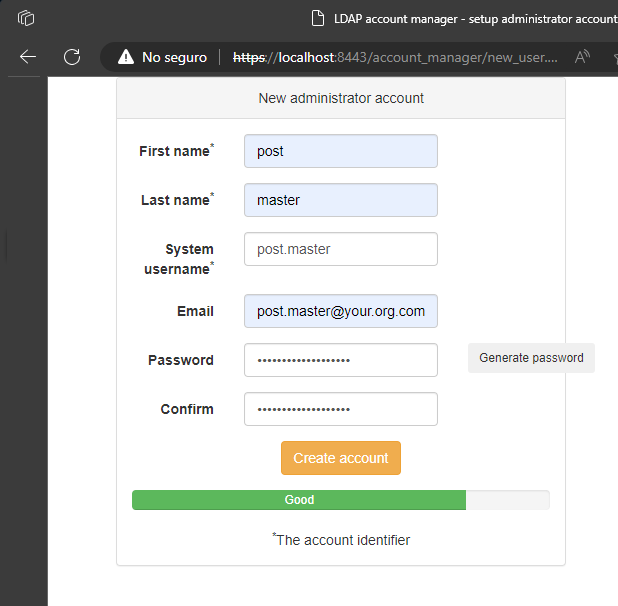 LDAP account manager - setup administrator account
No seguro
https://localhost:8443/account_manager/new_user....
New administrator account
First name*
post
Last name*
master
System username*
post.master
Email
post.master@your.org.com
Password
•••••••••••••••••••
Generate password
Confirm
•••••••••••••••••••
Create account
Good
*The account identifier